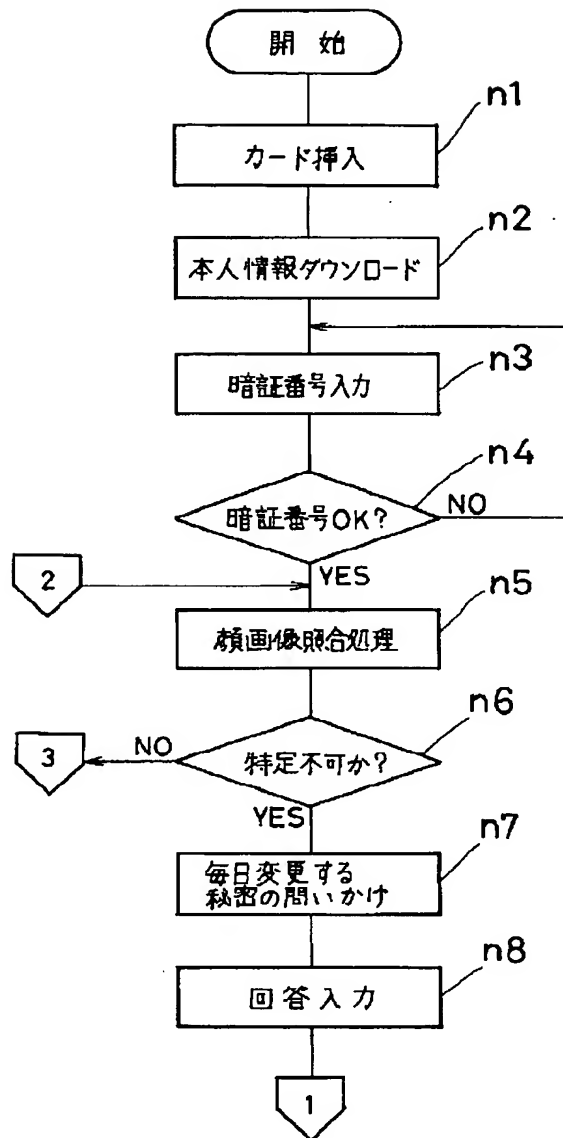 開始
n1
カード挿入
n2
本人情報ダウンロード
n3
暗証番号入力
n4
暗証番号OK?
NO
2
YES
n5
顔画像照合処理
n6
3
NO
特定不可か?
YES
n7
毎日変更する
秘密の問いかけ
n8
回答入力
1